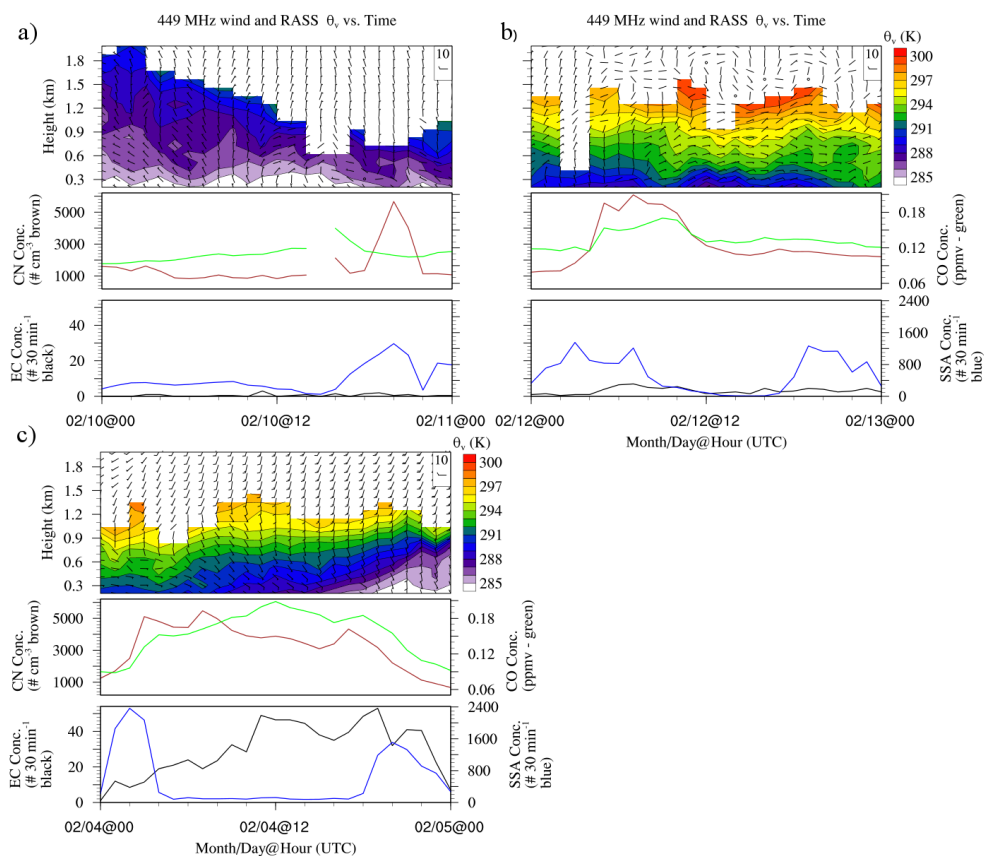 449 MHz wind and RASS θv vs. Time
449 MHz wind and RASS θv vs. Time
a)
b)
θv (K)
Height (km)
1.8
1.5
1.2
0.9
0.6
0.3
10
10
300
297
294
291
288
285
CN Conc.
(# cm-3 brown)
5000
3000
1000
0.18
0.12
0.06
CO Conc.
(ppmv - green)
EC Conc.
(# 30 min-1
black)
40
20
0
2400
1600
800
0
SSA Conc.
(# 30 min-1
blue)
02/10@00
02/10@12
02/11@00
02/12@00
02/12@12
02/13@00
Month/Day@Hour (UTC)
c)
θv (K)
Height (km)
1.8
1.5
1.2
0.9
0.6
0.3
10
300
297
294
291
288
285
CN Conc.
(# cm-3 brown)
5000
3000
1000
0.18
0.12
0.06
CO Conc.
(ppmv - green)
EC Conc.
(# 30 min-1
black)
40
20
0
2400
1600
800
0
SSA Conc.
(# 30 min-1
blue)
02/04@00
02/04@12
02/05@00
Month/Day@Hour (UTC)